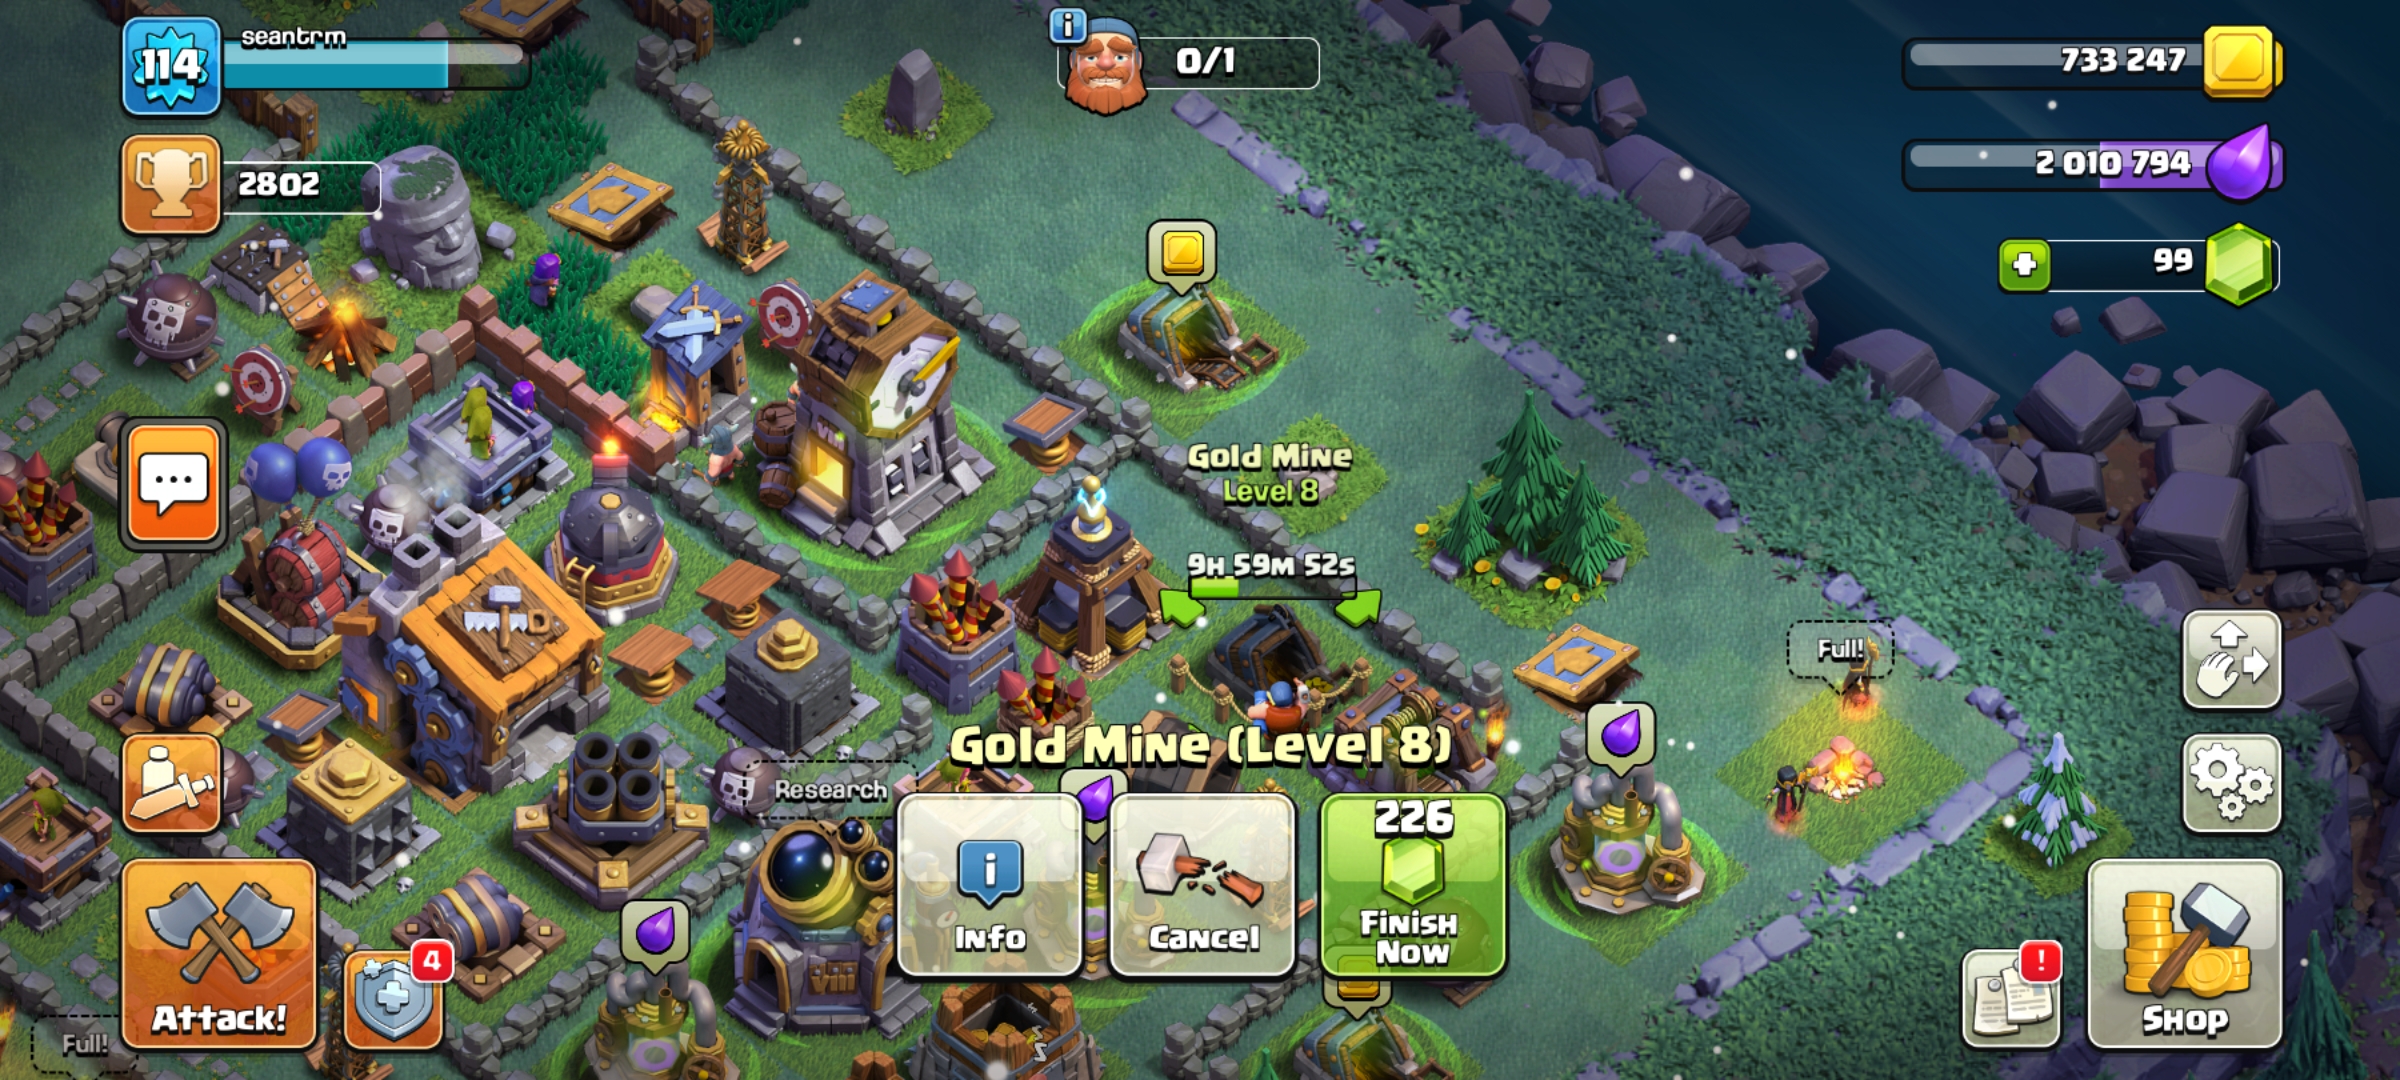 114
seantrm
i
0/1
733 247
2802
2 010 794
99
Gold Mine
Level 8
9H 59M 52s
Full!
Gold Mine (Level 8)
Research
226
i
Info
Cancel
Finish
Now
VIII
4
!
Attack!
Shop
Full!